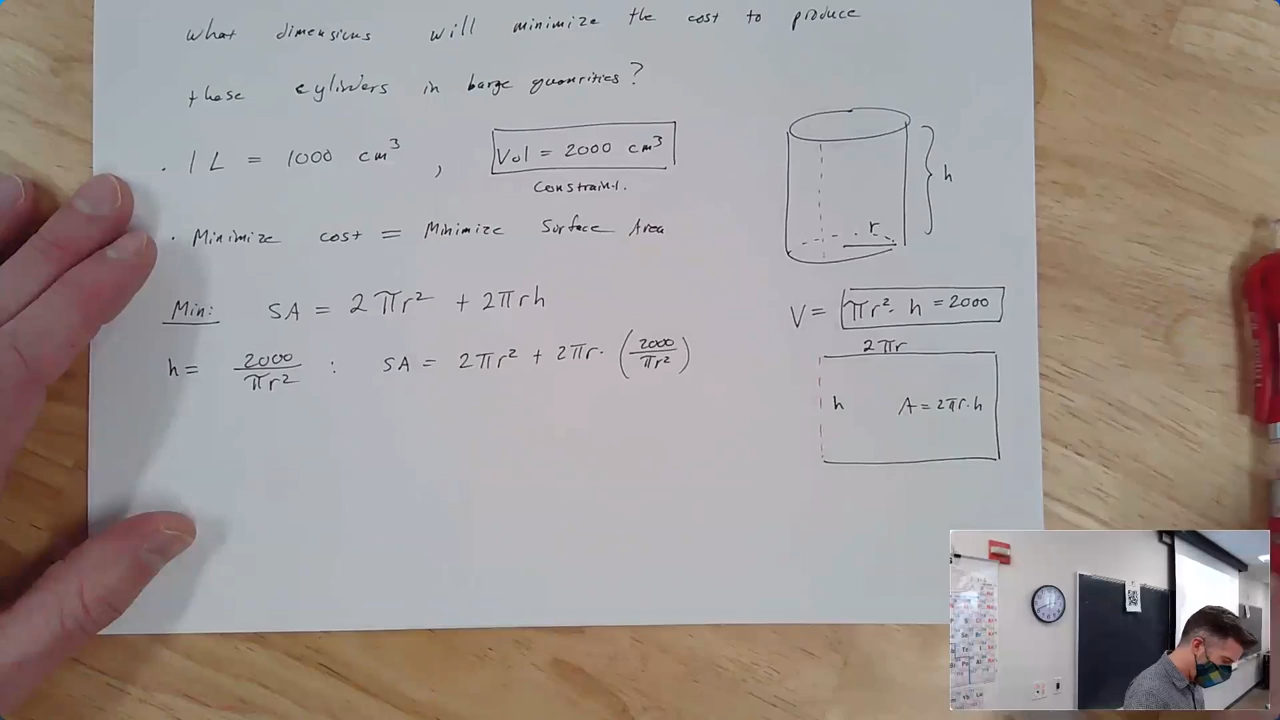 what dimensions will minimize the cost to produce
these cylinders in large quantities?
. 1 L = 1000 cm³ , Vol = 2000 cm³
Constraint.
. Minimize cost = Minimize Surface Area
h
r
Min: SA = 2πr² + 2πrh
V = πr² · h = 2000
h = 2000/πr² : SA = 2πr² + 2πr · (2000/πr²)
2πr
h A = 2πr·h